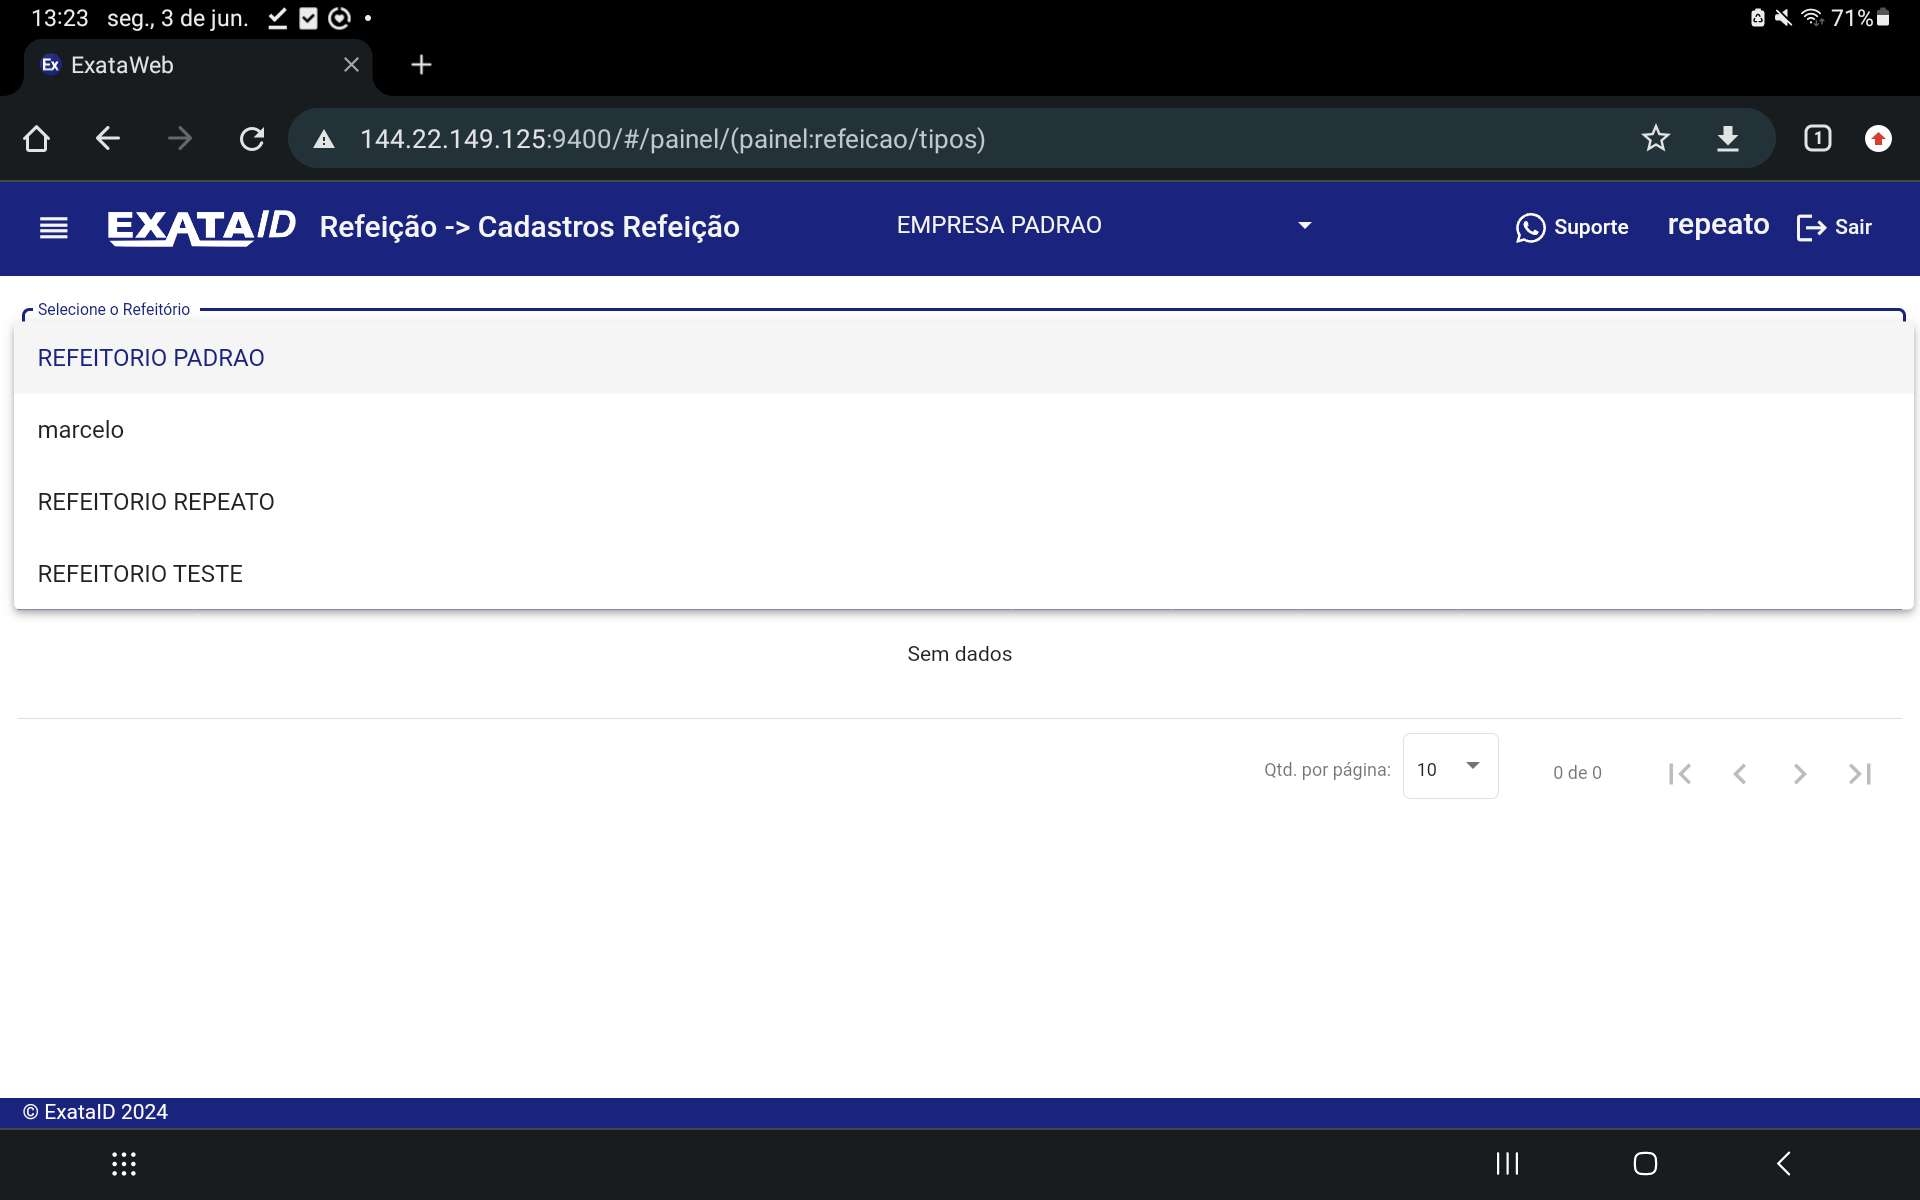 13:23 seg., 3 de jun.
71%
Ex ExataWeb
144.22.149.125:9400/#/painel/(painel:refeicao/tipos)
1
EXATAID Refeição -> Cadastros Refeição
EMPRESA PADRAO
Suporte
repeato
Sair
Selecione o Refeitório
REFEITORIO PADRAO
marcelo
REFEITORIO REPEATO
REFEITORIO TESTE
Sem dados
Qtd. por página: 10
0 de 0
© ExataID 2024